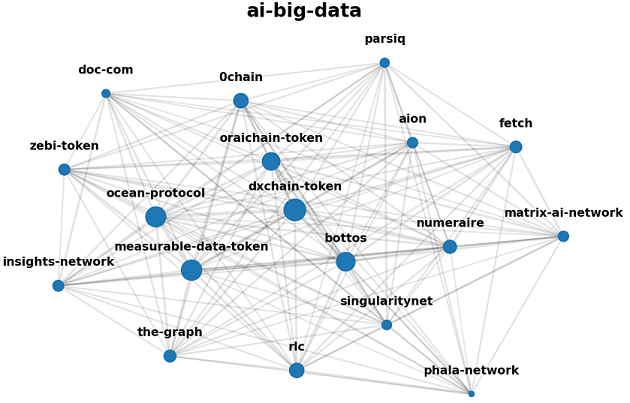 ai-big-data
parsiq
doc-com
0chain
aion
fetch
oraichain-token
zebi-token
dxchain-token
ocean-protocol
matrix-ai-network
numeraire
bottos
measurable-data-token
insights-network
singularitynet
the-graph
rlc
phala-network